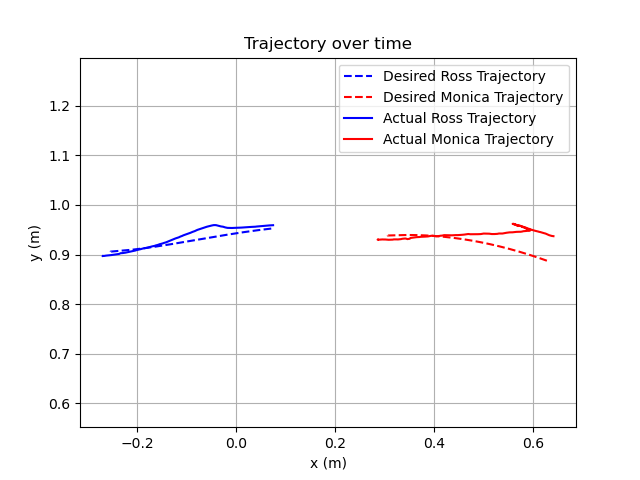 Trajectory over time
Desired Ross Trajectory
Desired Monica Trajectory
Actual Ross Trajectory
Actual Monica Trajectory
y (m)
1.2
1.1
1.0
0.9
0.8
0.7
0.6
−0.2 0.0 0.2 0.4 0.6
x (m)